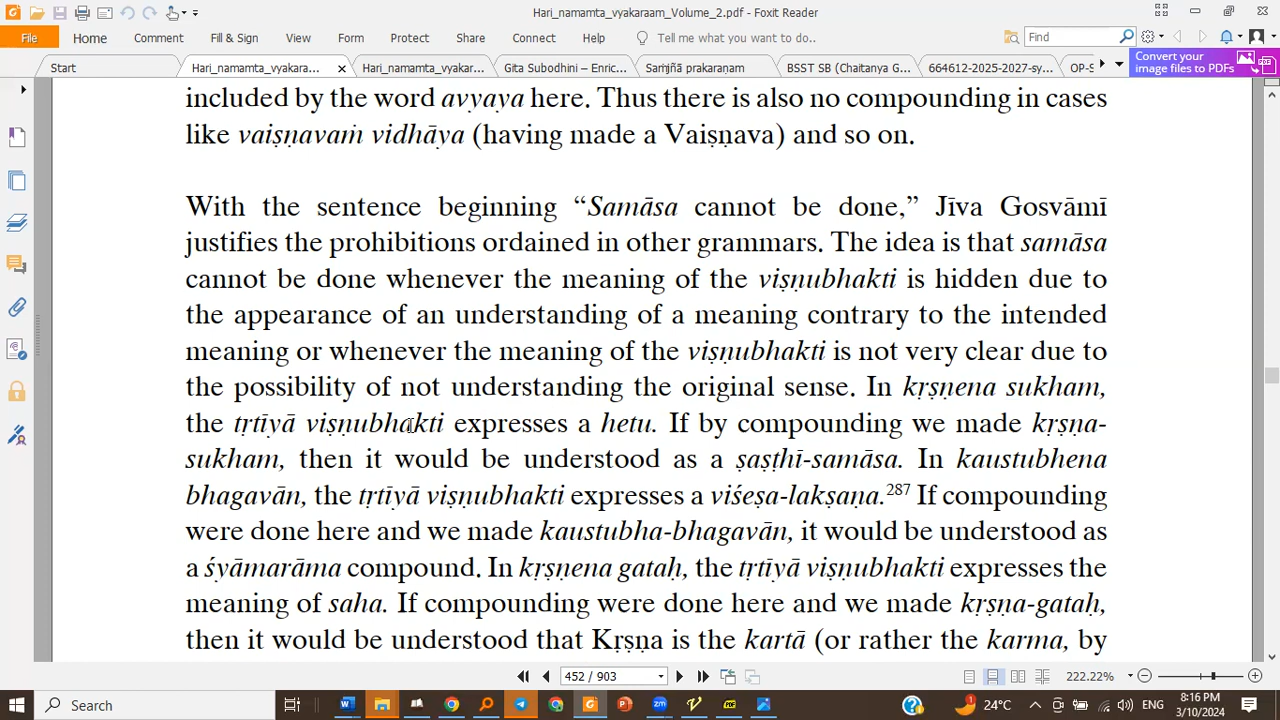 Hari_namamta_vyakaraam_Volume_2.pdf - Foxit Reader
File Home Comment Fill & Sign View Form Protect Share Connect Help Tell me what you want to do.. Find
Start Hari_namamta_vyakara... Hari_namamta_vyake... Gita Subodhini – Enric... Saṁjñā prakaraṇam BSST SB (Chaitanya G... 664612-2025-2027-sy... OP-S
Convert your
image files to PDFs
included by the word avyaya here. Thus there is also no compounding in cases
like vaiṣṇavaṁ vidhāya (having made a Vaiṣṇava) and so on.
With the sentence beginning “Samāsa cannot be done,” Jīva Gosvāmī
justifies the prohibitions ordained in other grammars. The idea is that samāsa
cannot be done whenever the meaning of the viṣṇubhakti is hidden due to
the appearance of an understanding of a meaning contrary to the intended
meaning or whenever the meaning of the viṣṇubhakti is not very clear due to
the possibility of not understanding the original sense. In kṛṣṇena sukham,
the tṛtīyā viṣṇubhakti expresses a hetu. If by compounding we made kṛṣṇa-
sukham, then it would be understood as a ṣaṣṭhī-samāsa. In kaustubhena
bhagavān, the tṛtīyā viṣṇubhakti expresses a viśeṣa-lakṣaṇa.287 If compounding
were done here and we made kaustubha-bhagavān, it would be understood as
a śyāmarāma compound. In kṛṣṇena gataḥ, the tṛtīyā viṣṇubhakti expresses the
meaning of saha. If compounding were done here and we made kṛṣṇa-gataḥ,
then it would be understood that Kṛṣṇa is the kartā (or rather the karma, by
452 / 903 222.22%
Search 24°C 8:16 PM
3/10/2024